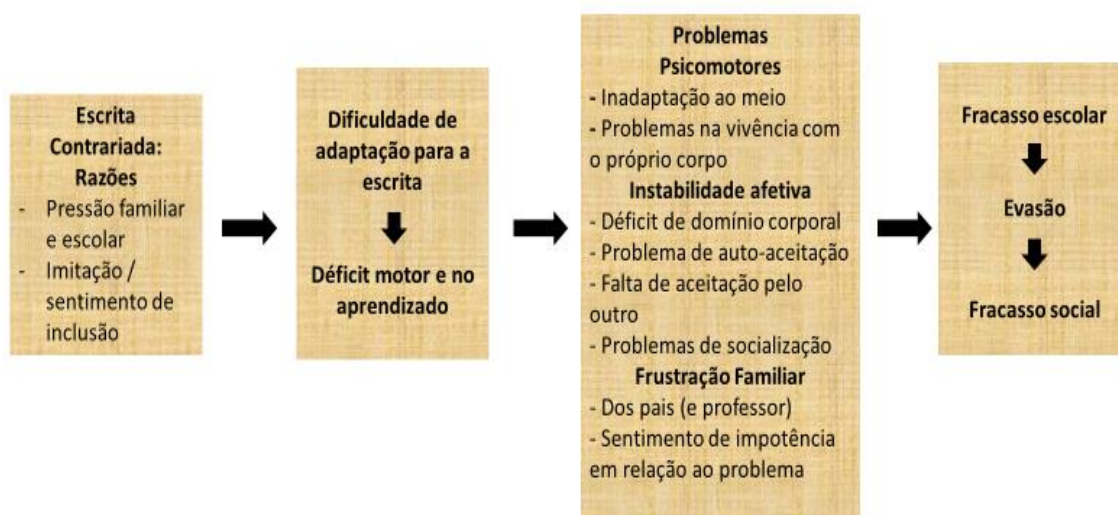 Escrita
Contrariada:
Razões
- Pressão familiar
e escolar
- Imitação /
sentimento de
inclusão
Dificuldade de
adaptação para a
escrita
Déficit motor e no
aprendizado
Problemas
Psicomotores
- Inadaptação ao meio
- Problemas na vivência com
o próprio corpo
Instabilidade afetiva
- Déficit de domínio corporal
- Problema de auto-aceitação
- Falta de aceitação pelo
outro
- Problemas de socialização
Frustração Familiar
- Dos pais (e professor)
- Sentimento de impotência
em relação ao problema
Fracasso escolar
Evasão
Fracasso social